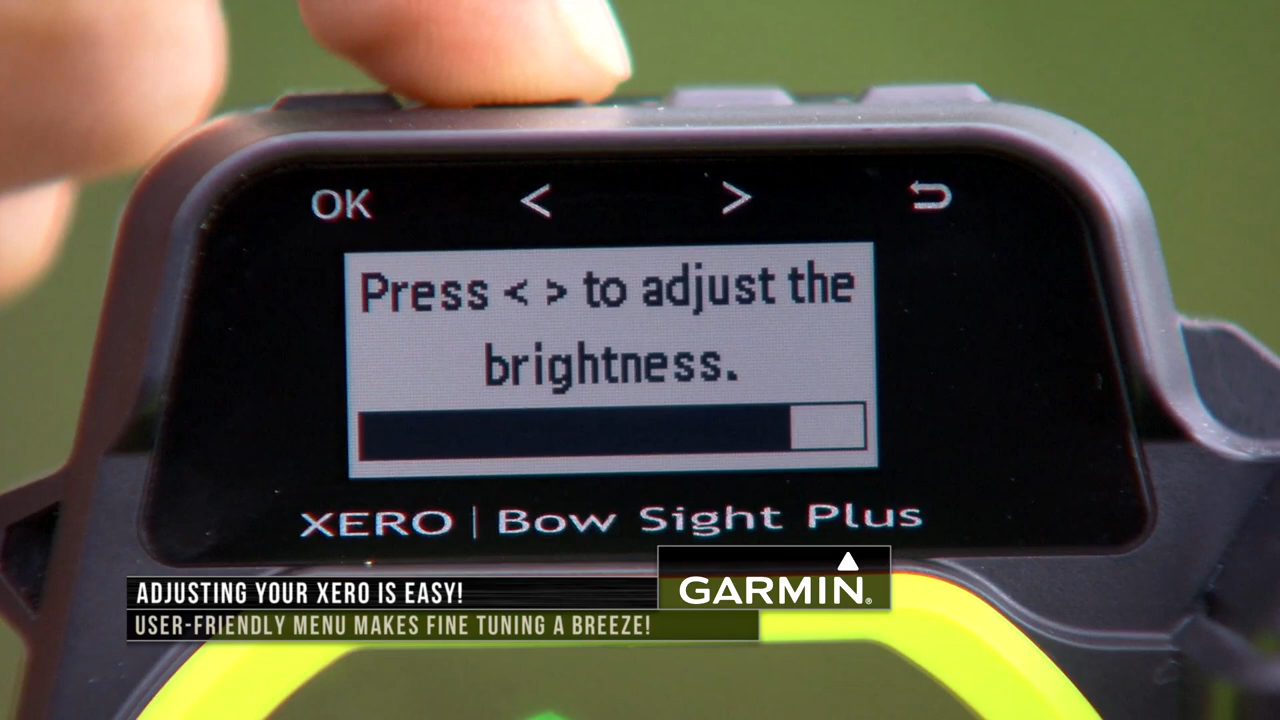 OK < > ⮌
Press < > to adjust the
brightness.
XERO | Bow Sight Plus
ADJUSTING YOUR XERO IS EASY!
GARMIN®
USER-FRIENDLY MENU MAKES FINE TUNING A BREEZE!